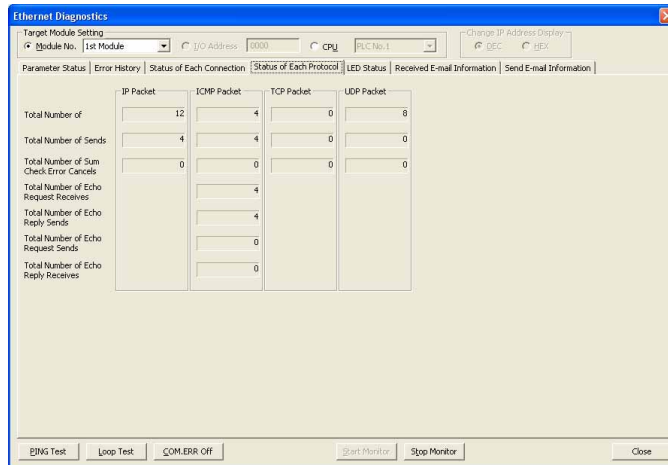 Ethernet Diagnostics
Target Module Setting
Module No. 1st Module I/O Address 0000 CPU PLC No.1
Change IP Address Display
DEC HEX
Parameter Status Error History Status of Each Connection Status of Each Protocol LED Status Received E-mail Information Send E-mail Information
IP Packet ICMP Packet TCP Packet UDP Packet
Total Number of 12 4 0 8
Total Number of Sends 4 4 0 0
Total Number of Sum
Check Error Cancels 0 0 0 0
Total Number of Echo
Request Receives 4
Total Number of Echo
Reply Sends 4
Total Number of Echo
Request Sends 0
Total Number of Echo
Reply Receives 0
PING Test Loop Test COM.ERR Off Start Monitor Stop Monitor Close